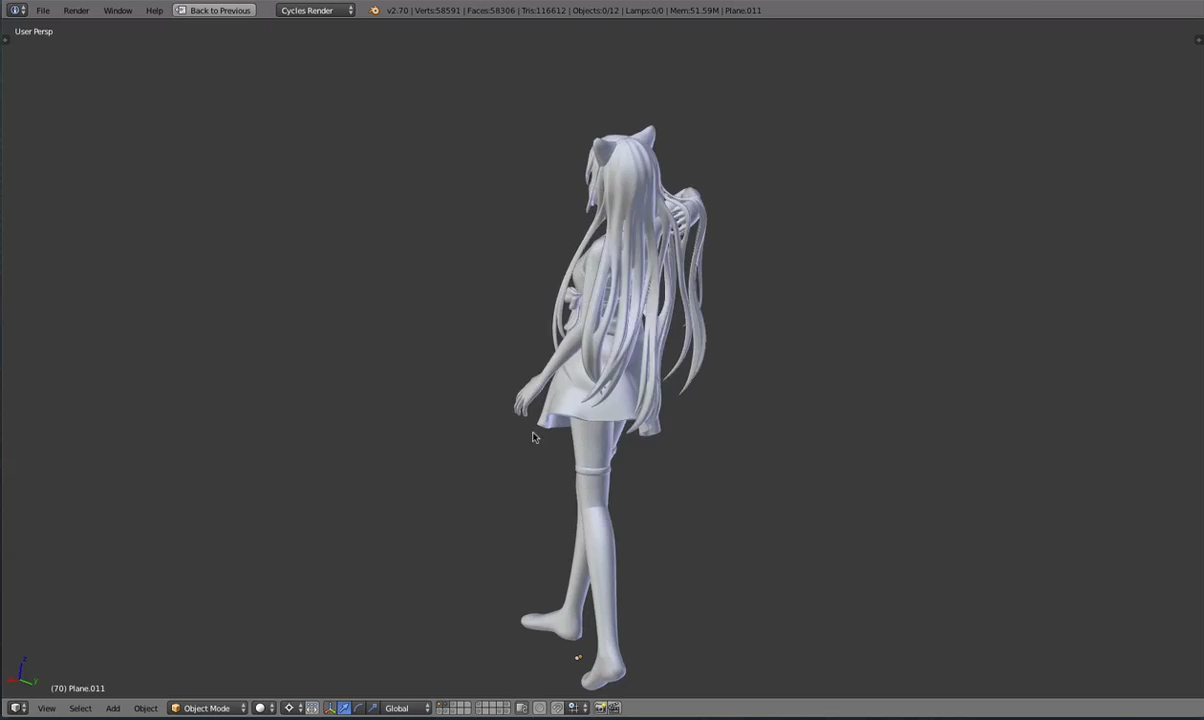 File Render Window Help Back to Previous Cycles Render v2.70 | Verts:58591 | Faces:58306 | Tris:116612 | Objects:0/12 | Lamps:0/0 | Mem:51.59M | Plane.011
User Persp
z
y
(70) Plane.011
View Select Add Object Object Mode Global